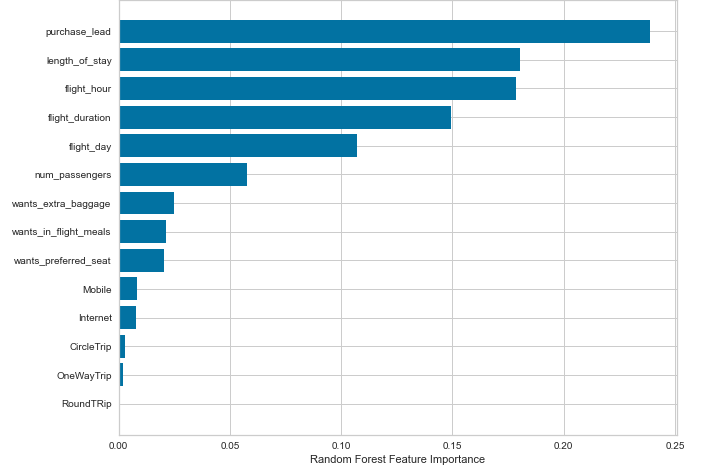 purchase_lead
length_of_stay
flight_hour
flight_duration
flight_day
num_passengers
wants_extra_baggage
wants_in_flight_meals
wants_preferred_seat
Mobile
Internet
CircleTrip
OneWayTrip
RoundTRip
0.00 0.05 0.10 0.15 0.20 0.25
Random Forest Feature Importance